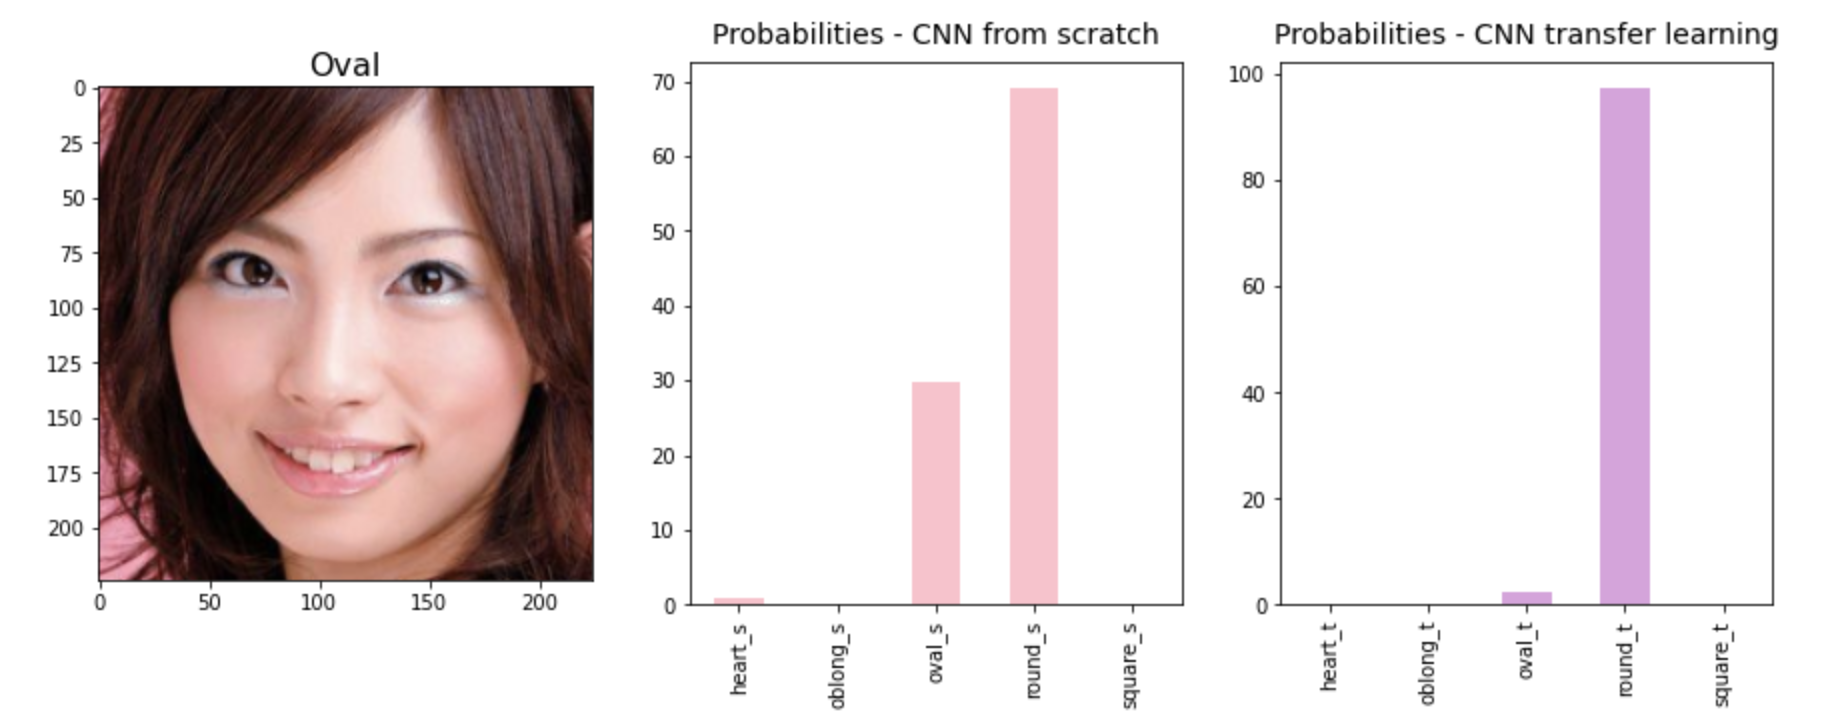 Oval
0
25
50
75
100
125
150
175
200
0 50 100 150 200
Probabilities - CNN from scratch
70
60
50
40
30
20
10
0
heart_s
oblong_s
oval_s
round_s
square_s
Probabilities - CNN transfer learning
100
80
60
40
20
0
heart_t
oblong_t
oval_t
round_t
square_t